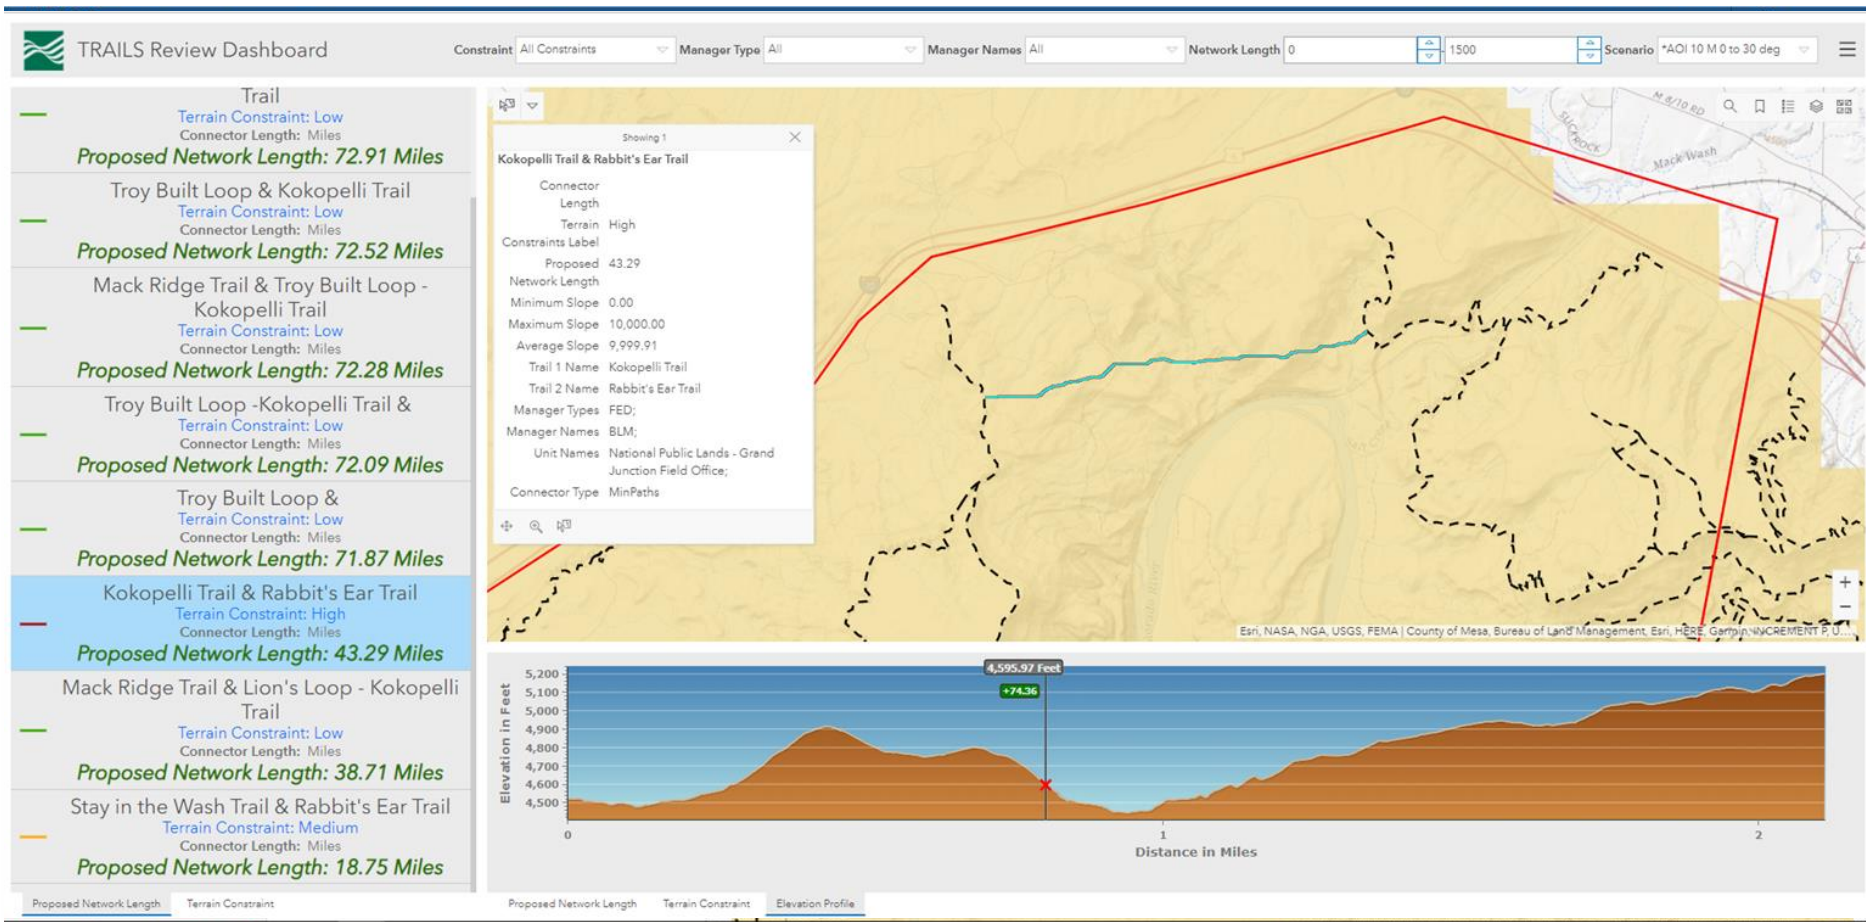 TRAILS Review Dashboard
Constraint All Constraints
Manager Type All
Manager Names All
Network Length 0 - 1500
Scenario *AOI 10 M 0 to 30 deg
Trail
Terrain Constraint: Low
Connector Length: Miles
Proposed Network Length: 72.91 Miles
Troy Built Loop & Kokopelli Trail
Terrain Constraint: Low
Connector Length: Miles
Proposed Network Length: 72.52 Miles
Mack Ridge Trail & Troy Built Loop -
Kokopelli Trail
Terrain Constraint: Low
Connector Length: Miles
Proposed Network Length: 72.28 Miles
Troy Built Loop -Kokopelli Trail &
Terrain Constraint: Low
Connector Length: Miles
Proposed Network Length: 72.09 Miles
Troy Built Loop &
Terrain Constraint: Low
Connector Length: Miles
Proposed Network Length: 71.87 Miles
Kokopelli Trail & Rabbit's Ear Trail
Terrain Constraint: High
Connector Length: Miles
Proposed Network Length: 43.29 Miles
Mack Ridge Trail & Lion's Loop - Kokopelli
Trail
Terrain Constraint: Low
Connector Length: Miles
Proposed Network Length: 38.71 Miles
Stay in the Wash Trail & Rabbit's Ear Trail
Terrain Constraint: Medium
Connector Length: Miles
Proposed Network Length: 18.75 Miles
Proposed Network Length
Terrain Constraint
Showing 1
Kokopelli Trail & Rabbit's Ear Trail
Connector
Length
Terrain High
Constraints Label
Proposed 43.29
Network Length
Minimum Slope 0.00
Maximum Slope 10,000.00
Average Slope 9,999.91
Trail 1 Name Kokopelli Trail
Trail 2 Name Rabbit's Ear Trail
Manager Types FED;
Manager Names BLM;
Unit Names National Public Lands - Grand
Junction Field Office;
Connector Type MinPaths
M 8/10 RD
Mack Wash
Esri, NASA, NGA, USGS, FEMA | County of Mesa, Bureau of Land Management, Esri, HERE, Garmin, INCREMENT P, U...
Elevation in Feet
5,200
5,100
5,000
4,900
4,800
4,700
4,600
4,500
4,595.97 Feet
+74.36
0
1
2
Distance in Miles
Proposed Network Length
Terrain Constraint
Elevation Profile